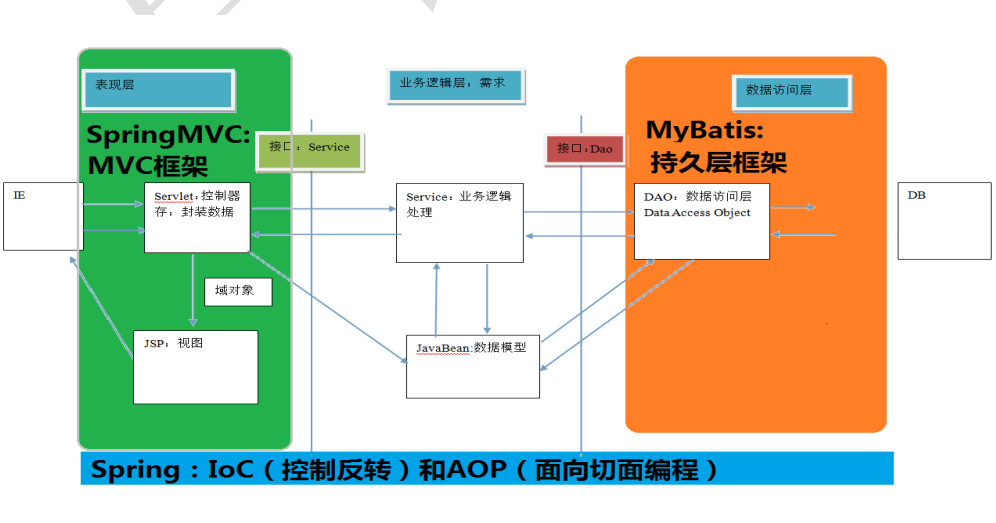 表现层
业务逻辑层：需求
数据访问层
SpringMVC:
MVC框架
接口：Service
接口：Dao
MyBatis:
持久层框架
IE
Servlet：控制器
存，封装数据
Service：业务逻辑
处理
DAO：数据访问层
Data Access Object
DB
域对象
JSP：视图
JavaBean:数据模型
Spring：IoC（控制反转）和AOP（面向切面编程）